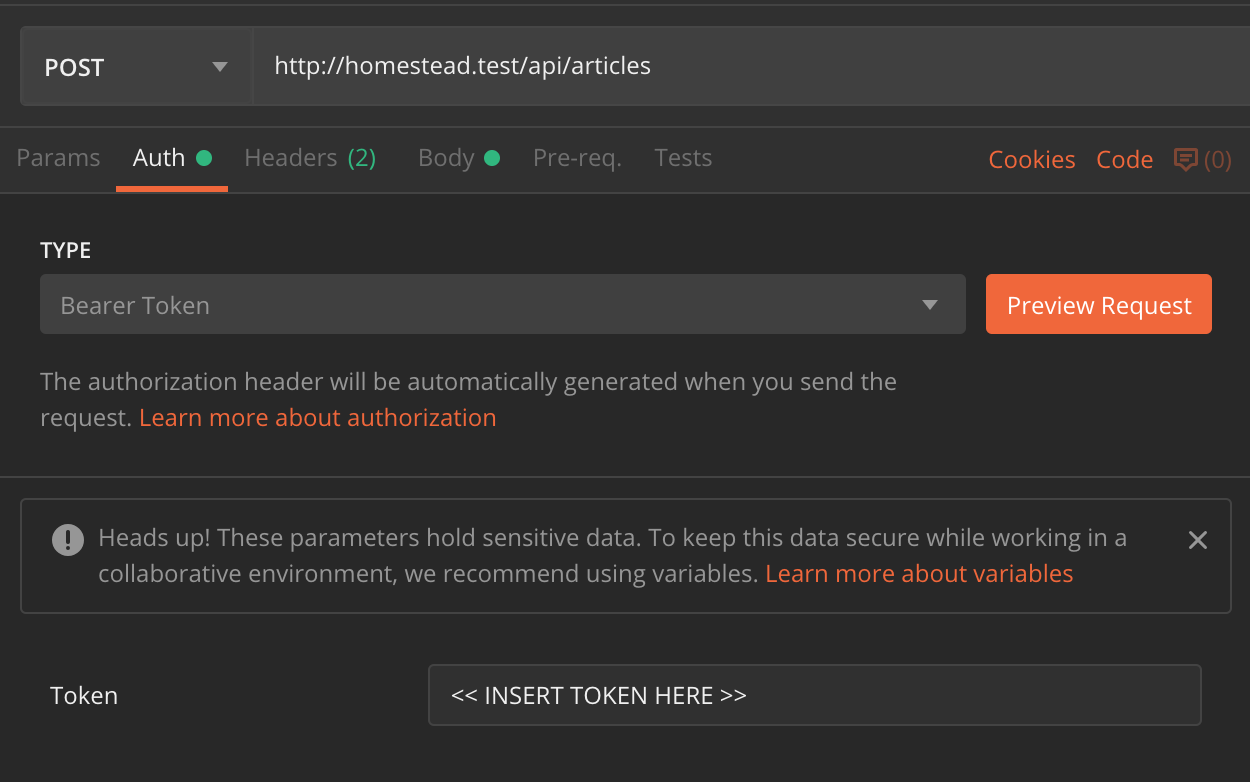 POST
http://homestead.test/api/articles
Params Auth Headers (2) Body Pre-req. Tests Cookies Code (0)
TYPE
Bearer Token
Preview Request
The authorization header will be automatically generated when you send the
request. Learn more about authorization
Heads up! These parameters hold sensitive data. To keep this data secure while working in a
collaborative environment, we recommend using variables. Learn more about variables
Token
<< INSERT TOKEN HERE >>